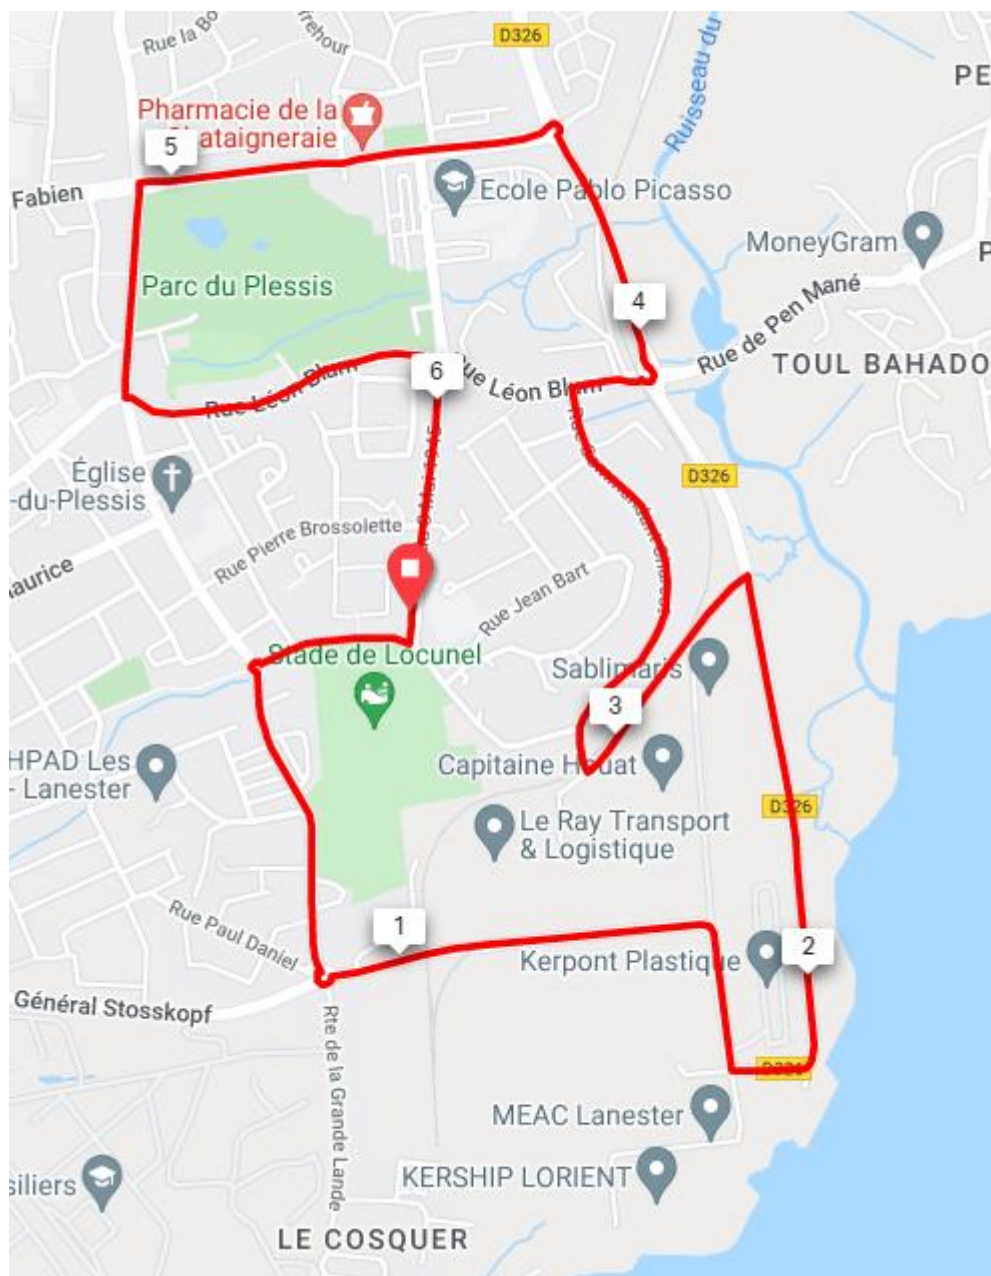 D326
Rue la Bo
frehour
Ruisseau du
PE
Pharmacie de la
Chataigneraie
5
Fabien
Ecole Pablo Picasso
MoneyGram
P
Parc du Plessis
4
Rue de Pen Mané
TOUL BAHADO
6
Rue Léon Blum
Rue Léon Blum
D326
Église
-du-Plessis
Rue Pierre Brossolette
aurice
Rue Jean Bart
Stade de Locunel
Sablimaris
3
HPAD Les
- Lanester
Capitaine Houat
D326
Le Ray Transport
& Logistique
Rue Paul Daniel
1
2
Kerpont Plastique
Général Stosskopf
Rte de la Grande Lande
D326
MEAC Lanester
KERSHIP LORIENT
siliers
LE COSQUER